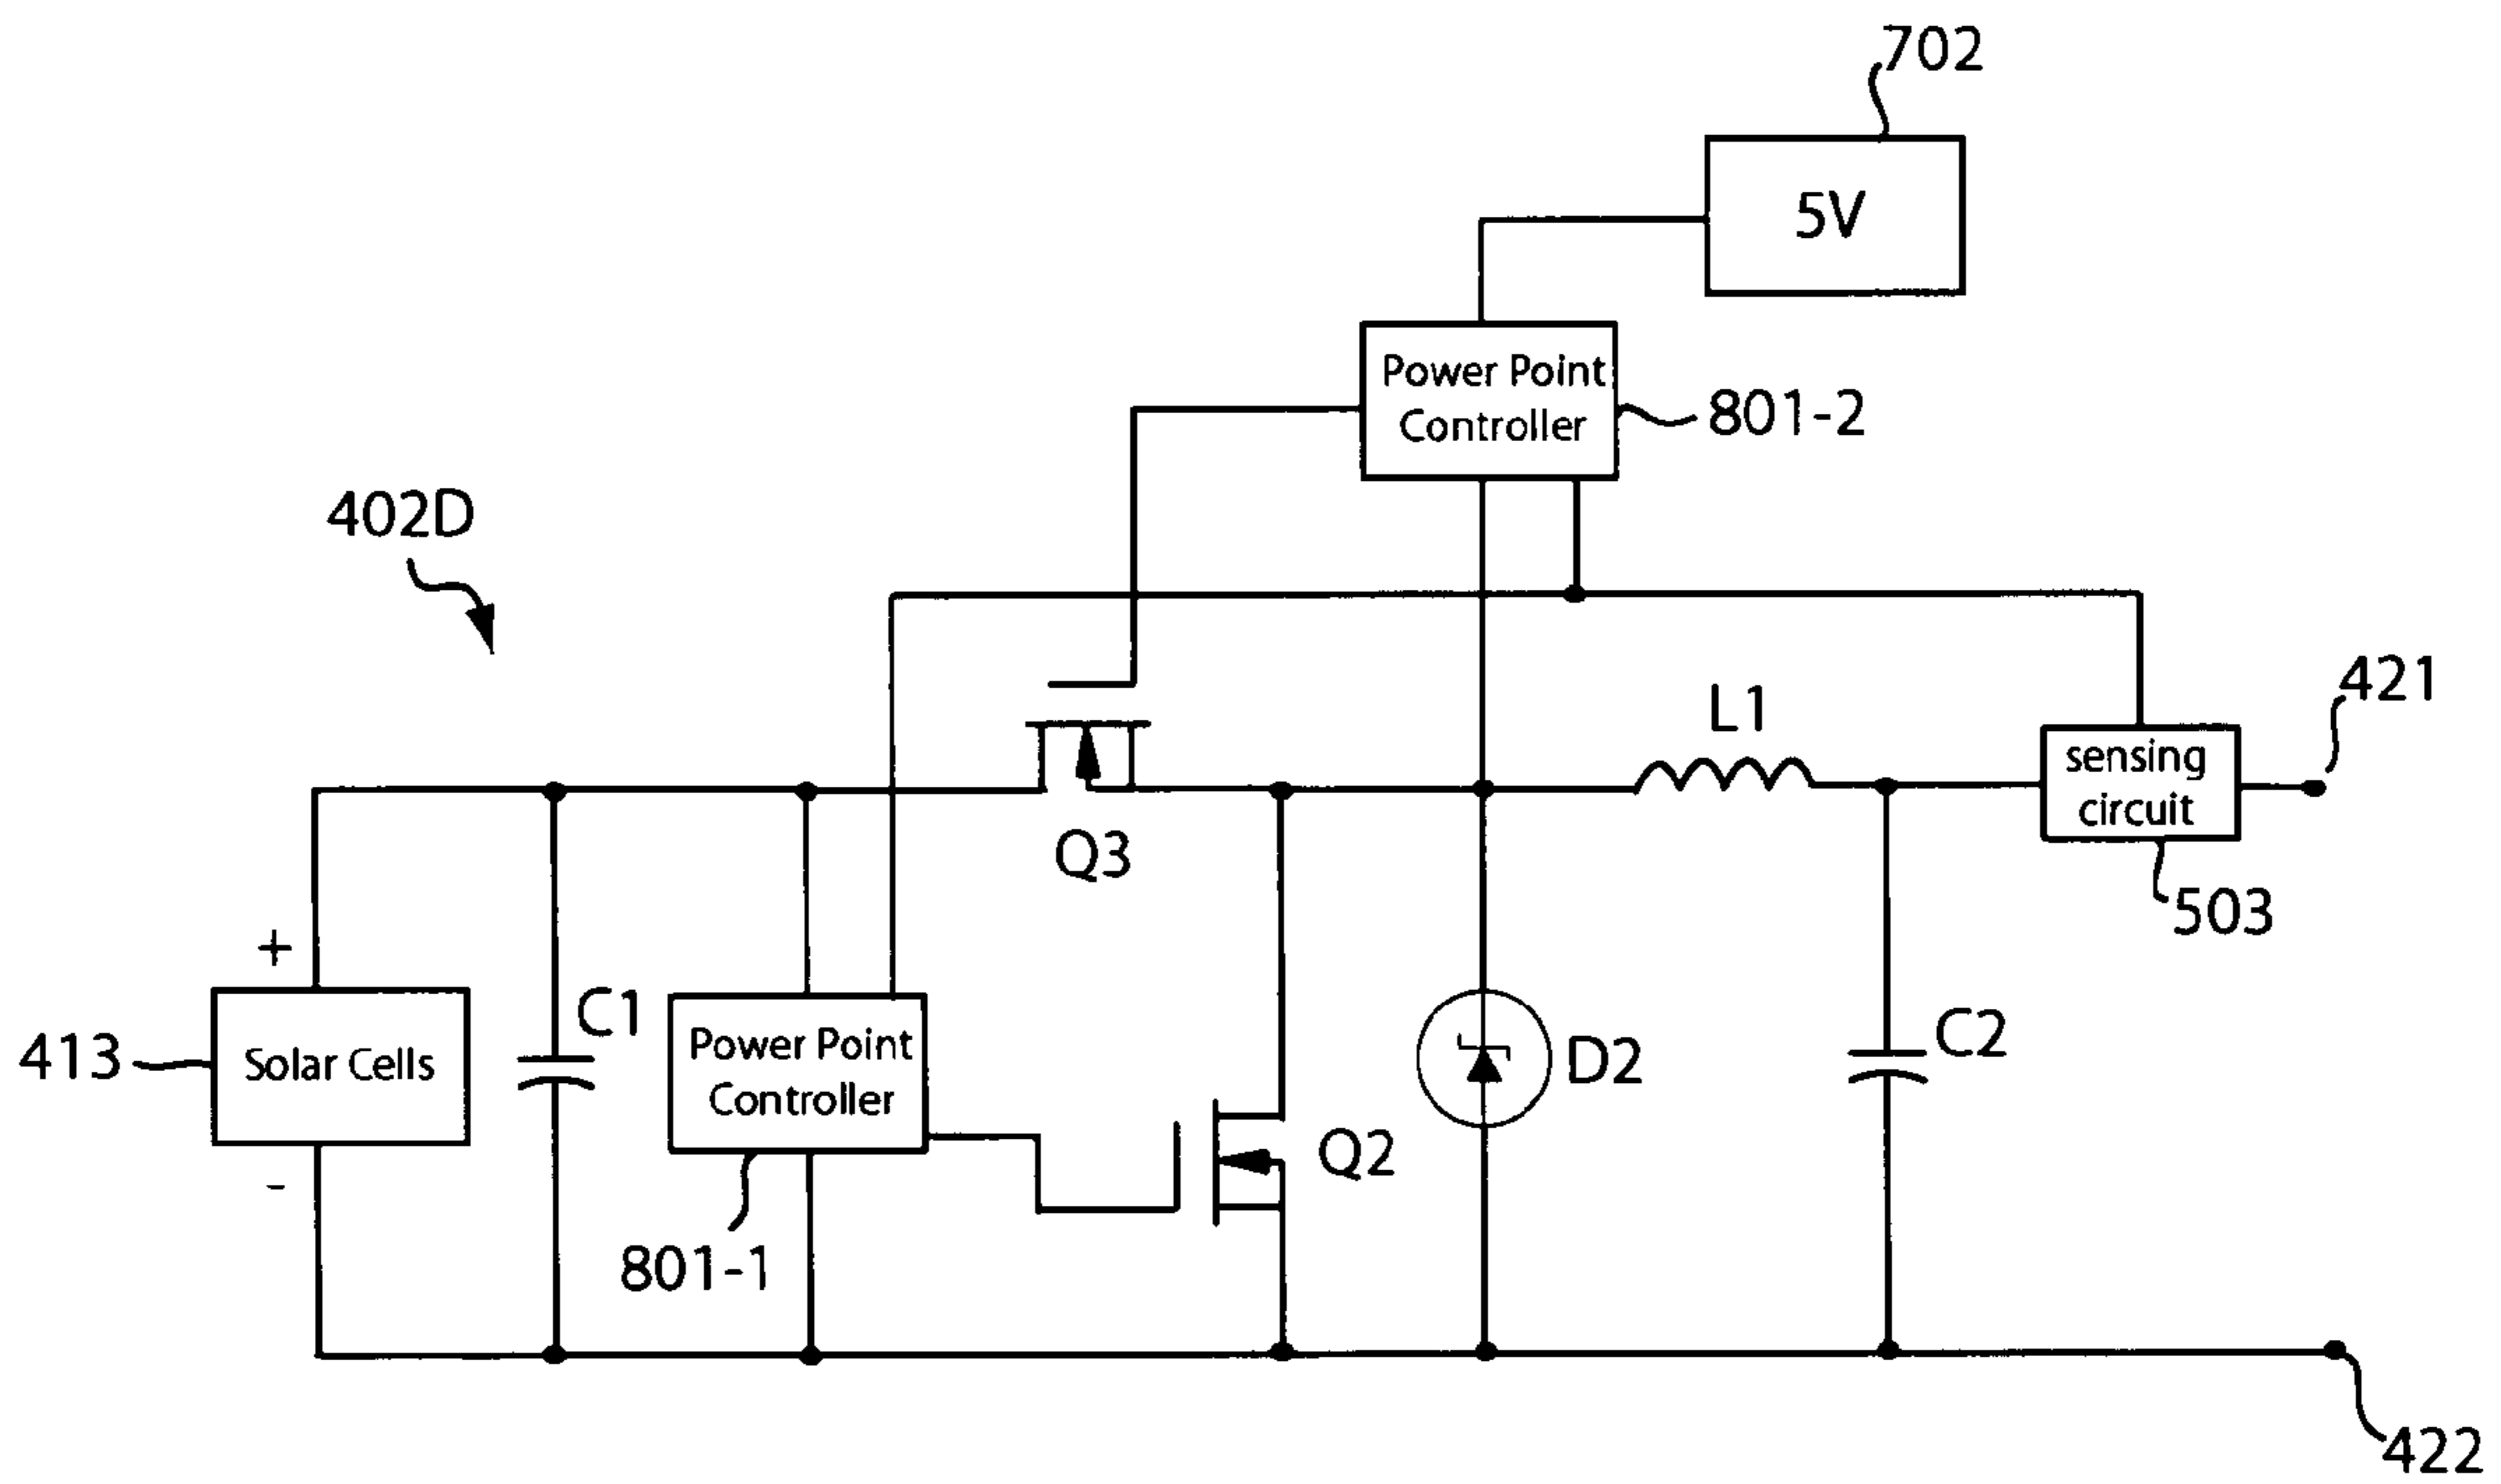 702
5V
Power Point
Controller
801-2
402D
421
L1
sensing
circuit
Q3
503
+
C1
Solar Cells
413
Power Point
Controller
D2
C2
Q2
-
801-1
422